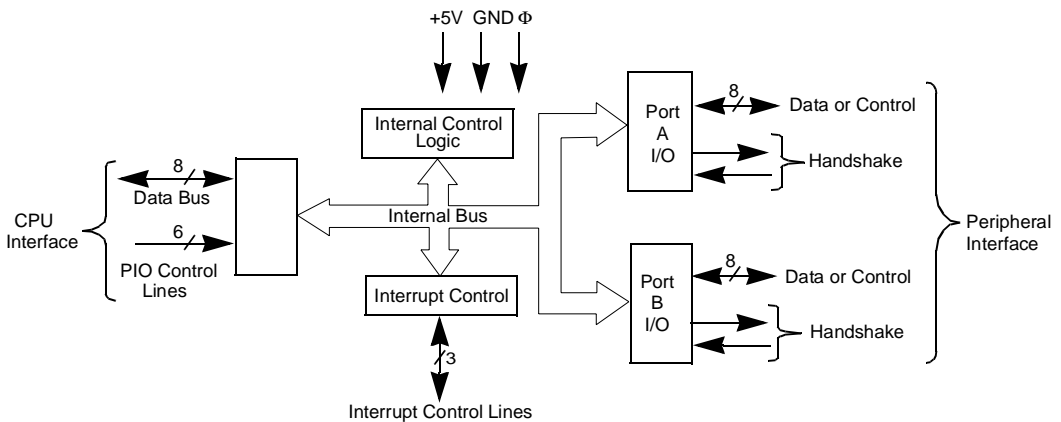 +5V GND Φ
Internal Control
Logic
8
Data Bus
CPU
Interface
6
PIO Control
Lines
Internal Bus
Interrupt Control
3
Interrupt Control Lines
Port
A
I/O
8
Data or Control
Handshake
Port
B
I/O
8
Data or Control
Handshake
Peripheral
Interface